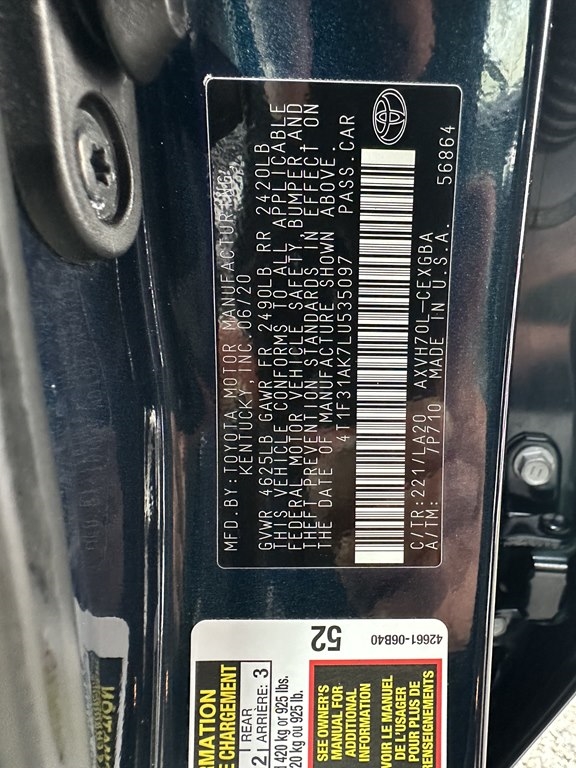 MFD.BY:TOYOTA MOTOR MANUFACTURING,
KENTUCKY, INC. 06/20
GVWR 4625LB GAWR FR 2490LB RR 2420LB
THIS VEHICLE CONFORMS TO ALL APPLICABLE
FEDERAL MOTOR VEHICLE SAFETY, BUMPER AND
THEFT PREVENTION STANDARDS IN EFFECT ON
THE DATE OF MANUFACTURE SHOWN ABOVE.
4T1F31AK7LU535097 PASS.CAR
C/TR:221/LA20 AXVH70L-CEXGBA
A/TM: /P710 MADE IN U.S.A. 56864
52
42661-06B40
FORMATION
E CHARGEMENT
REAR
2 ARRIÈRE: 3
420 kg or 925 lbs.
20 kg ou 925 lb.
SEE OWNER'S
MANUAL FOR
ADDITIONAL
INFORMATION
VOIR LE MANUEL
DE L'USAGER
POUR PLUS DE
RENSEIGNEMENTS